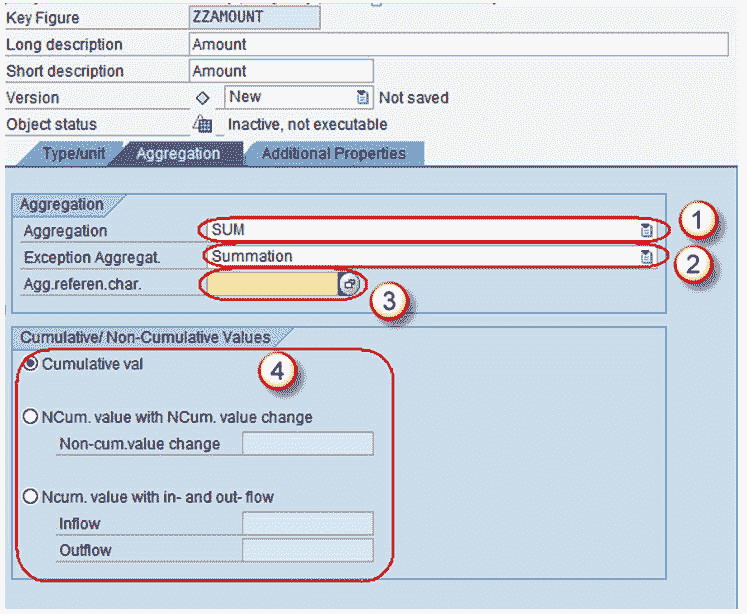 Key Figure ZZAMOUNT
Long description Amount
Short description Amount
Version New Not saved
Object status Inactive, not executable
Type/unit Aggregation Additional Properties
Aggregation
Aggregation SUM 1
Exception Aggregat. Summation 2
Agg.referen.char. 3
Cumulative/ Non-Cumulative Values
Cumulative val 4
NCum. value with NCum. value change
Non-cum.value change
Ncum. value with in- and out- flow
Inflow
Outflow